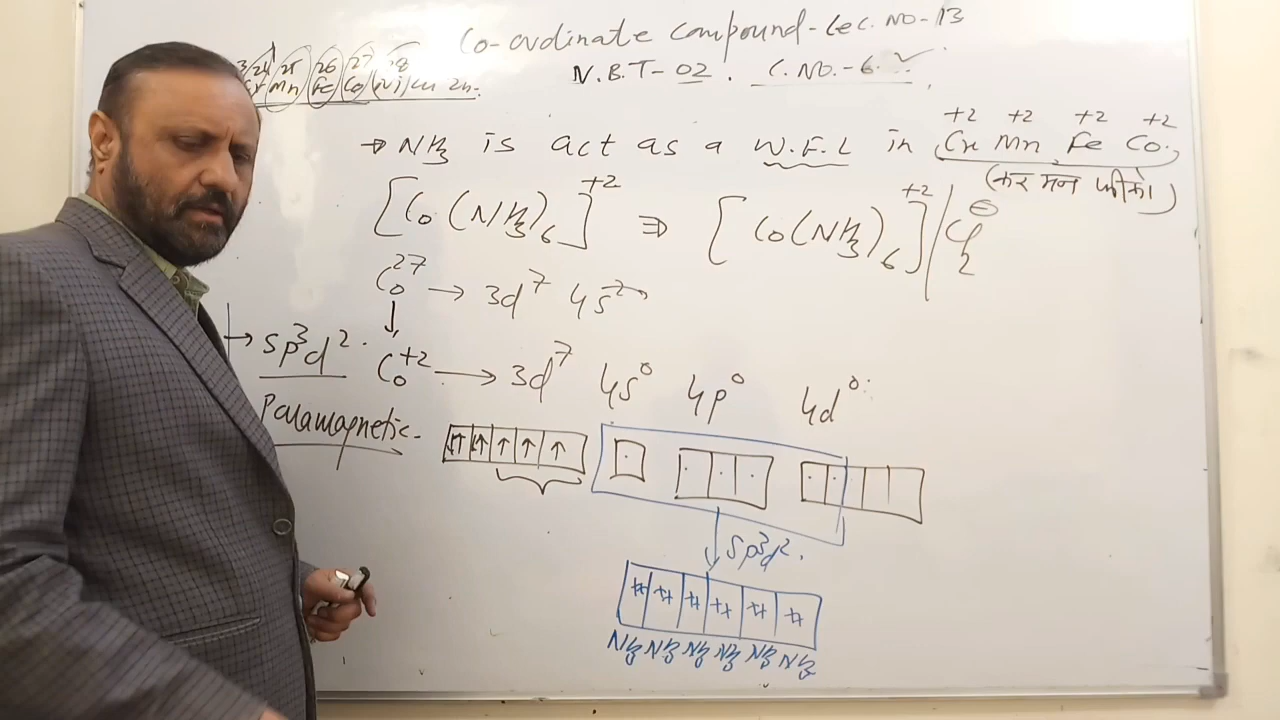 Co-ordinate compound-Lec. NO-13
N.B.T-02. C.NO.-6.
24 25 26 27 28
Cr Mn Fe Co Ni Cu Zn.
→ NH3 is act as a W.F.L in Cr Mn, Fe Co.
+2 +2 +2 +2
(कर मन फीको)
[Co(NH3)6]+2 ⇒ [Co(NH3)6]+2 Cl2⊖
Co27 → 3d7 4s2
→ sp3d2. Co+2 → 3d7 4s0 4p0 4d0
Paramagnetic.
sp3d2.
NH3 NH3 NH3 NH3 NH3 NH3